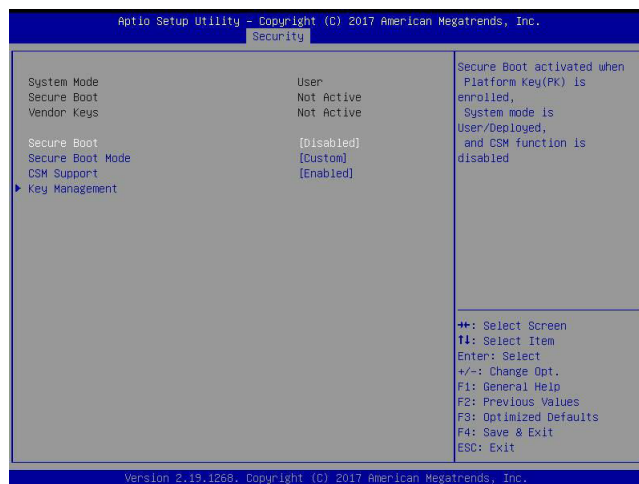 Aptio Setup Utility – Copyright (C) 2017 American Megatrends, Inc.
Security
System Mode User
Secure Boot Not Active
Vendor Keys Not Active
Secure Boot [Disabled]
Secure Boot Mode [Custom]
CSM Support [Enabled]
Key Management
Secure Boot activated when
Platform Key(PK) is
enrolled,
System mode is
User/Deployed,
and CSM function is
disabled
→←: Select Screen
↑↓: Select Item
Enter: Select
+/-: Change Opt.
F1: General Help
F2: Previous Values
F3: Optimized Defaults
F4: Save & Exit
ESC: Exit
Version 2.19.1268. Copyright (C) 2017 American Megatrends, Inc.